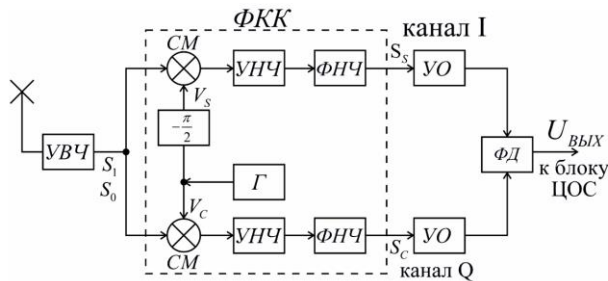 ФКК
канал I
СМ
УНЧ
ФНЧ
S_S
УО
V_S
-π/2
УВЧ
S_1
S_0
Г
ФД
U_ВЫХ
к блоку
ЦОС
V_C
СМ
УНЧ
ФНЧ
S_C
УО
канал Q